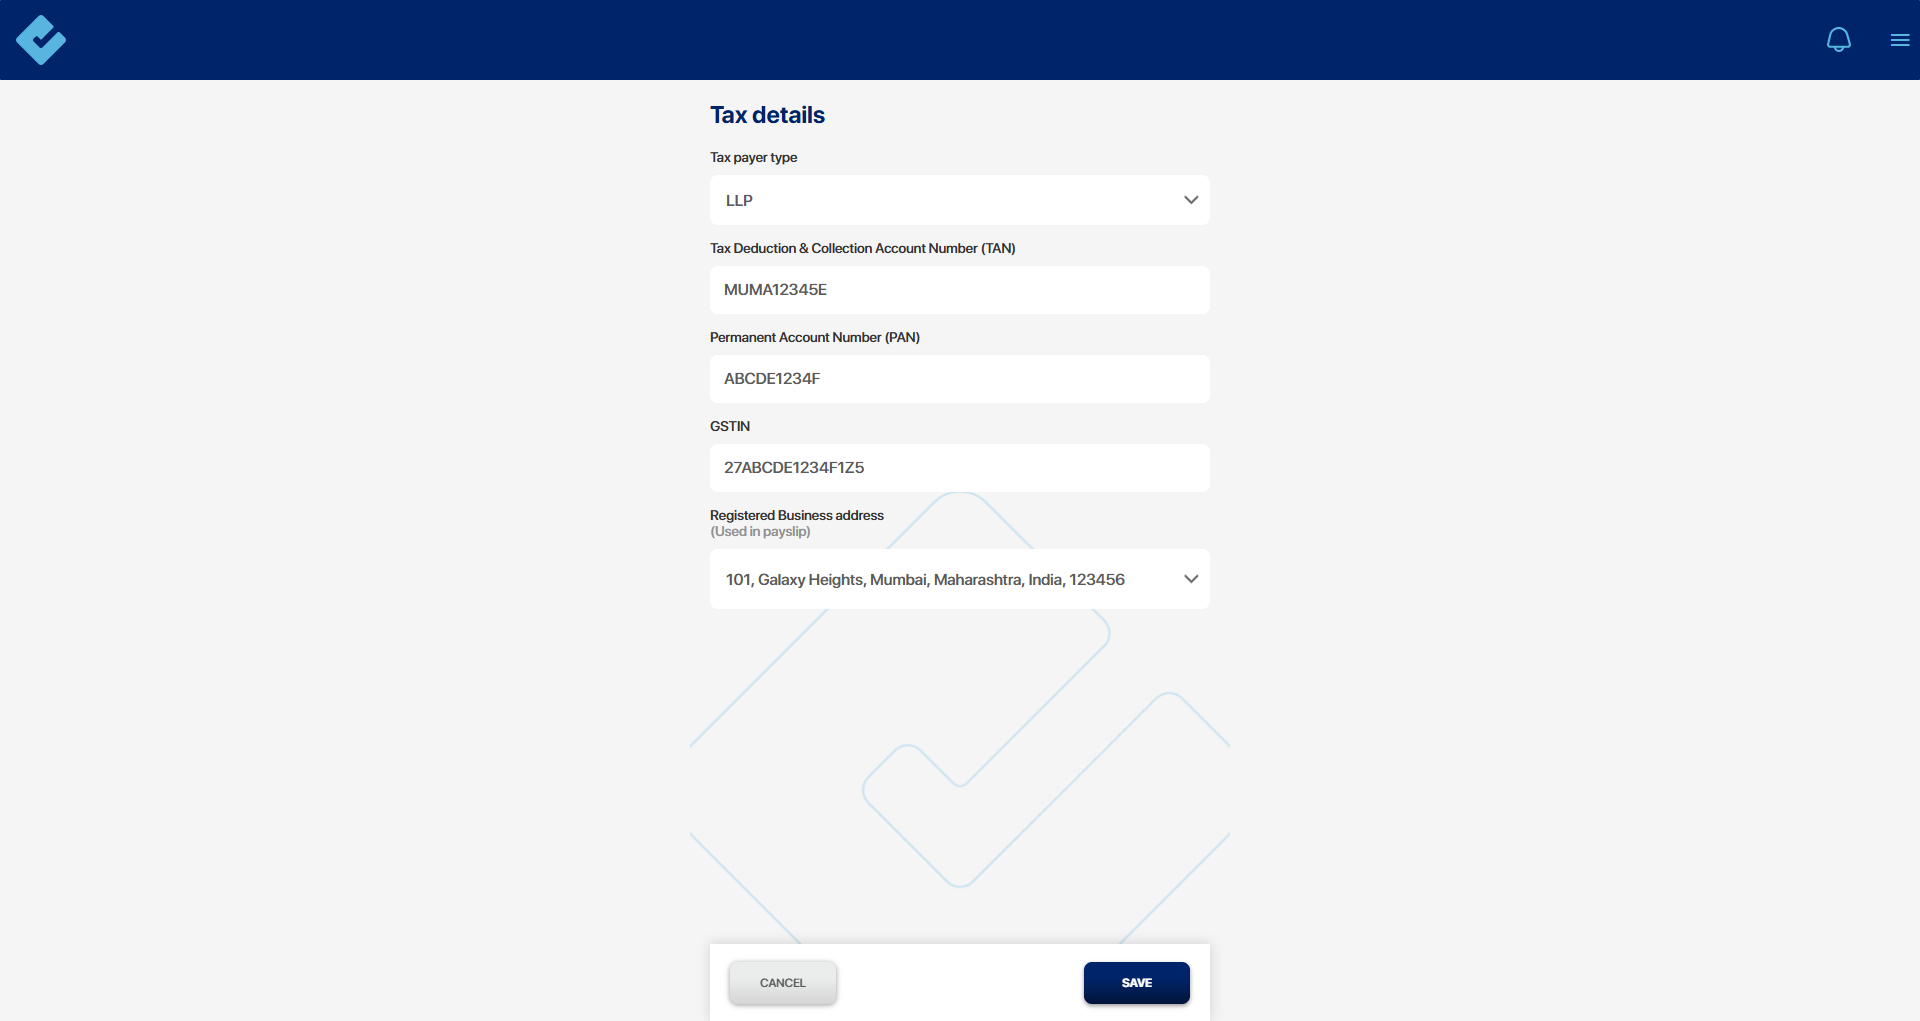 Tax details
Tax payer type
LLP
Tax Deduction & Collection Account Number (TAN)
MUMA12345E
Permanent Account Number (PAN)
ABCDE1234F
GSTIN
27ABCDE1234F1Z5
Registered Business address
(Used in payslip)
101, Galaxy Heights, Mumbai, Maharashtra, India, 123456
CANCEL
SAVE